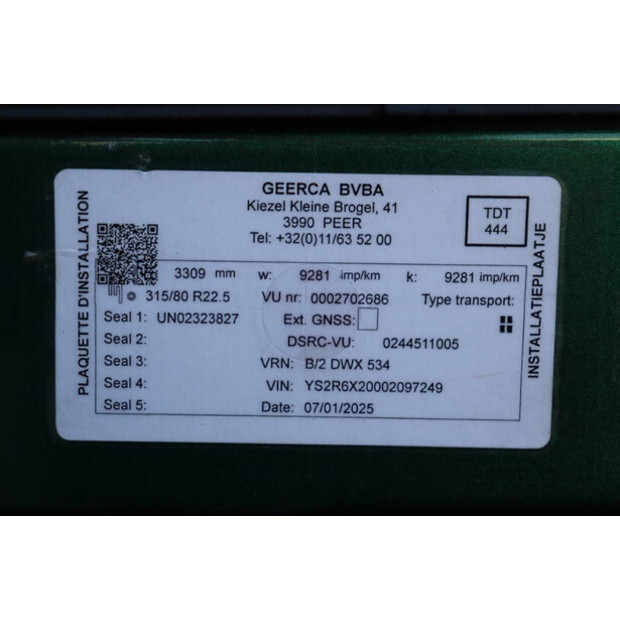 GEERCA BVBA
Kiezel Kleine Brogel, 41
3990 PEER
Tel: +32(0)11/63 52 00
TDT
444
PLAQUETTE D'INSTALLATION
INSTALLATIEPLAATJE
3309 mm w: 9281 imp/km k: 9281 imp/km
315/80 R22.5 VU nr: 0002702686 Type transport:
Seal 1: UN02323827 Ext. GNSS:
Seal 2: DSRC-VU: 0244511005
Seal 3: VRN: B/2 DWX 534
Seal 4: VIN: YS2R6X20002097249
Seal 5: Date: 07/01/2025